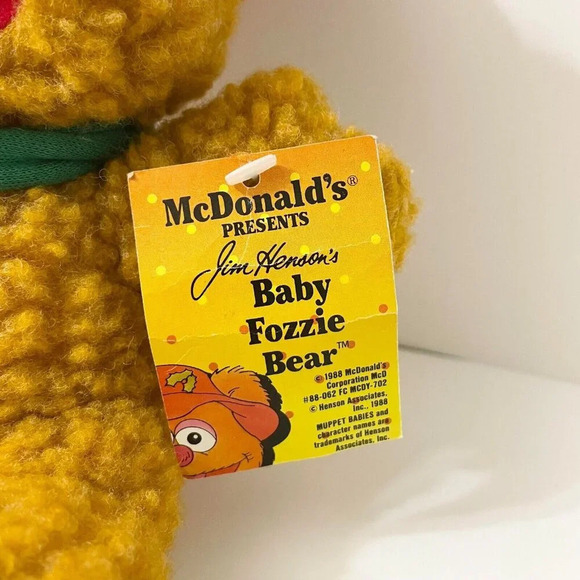 McDonald's®
PRESENTS
Jim Henson's
Baby
Fozzie
Bear™
© 1988 McDonald's
Corporation McD
#88-062 FC MCDY-702
© Henson Associates,
Inc., 1988
MUPPET BABIES and
character names are
trademarks of Henson
Associates, Inc.